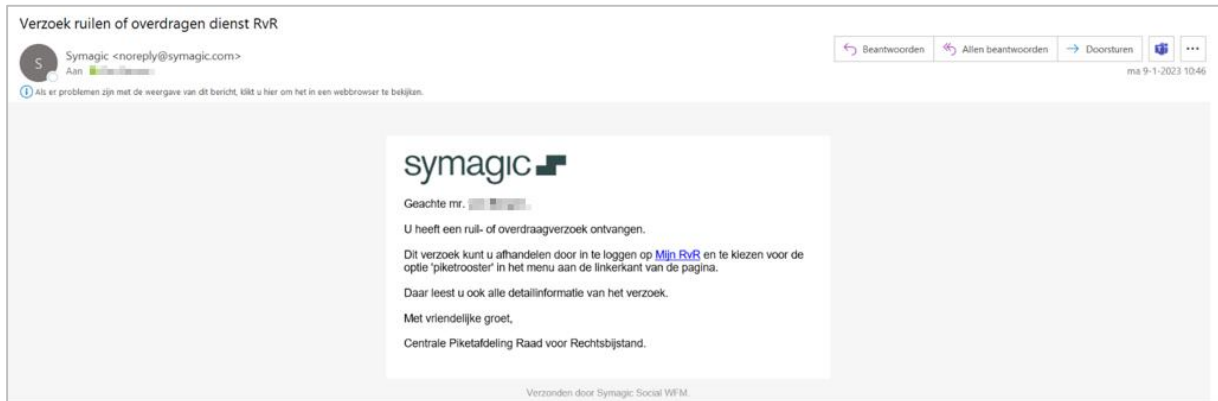 Verzoek ruilen of overdragen dienst RvR
S
Symagic <noreply@symagic.com>
Aan
Beantwoorden
Allen beantwoorden
Doorsturen
ma 9-1-2023 10:46
Als er problemen zijn met de weergave van dit bericht, klikt u hier om het in een webbrowser te bekijken.
symagic
Geachte mr.
U heeft een ruil- of overdraagverzoek ontvangen.
Dit verzoek kunt u afhandelen door in te loggen op Mijn RvR en te kiezen voor de
optie 'piketrooster' in het menu aan de linkerkant van de pagina.
Daar leest u ook alle detailinformatie van het verzoek.
Met vriendelijke groet,
Centrale Piketafdeling Raad voor Rechtsbijstand.
Verzonden door Symagic Social WFM.